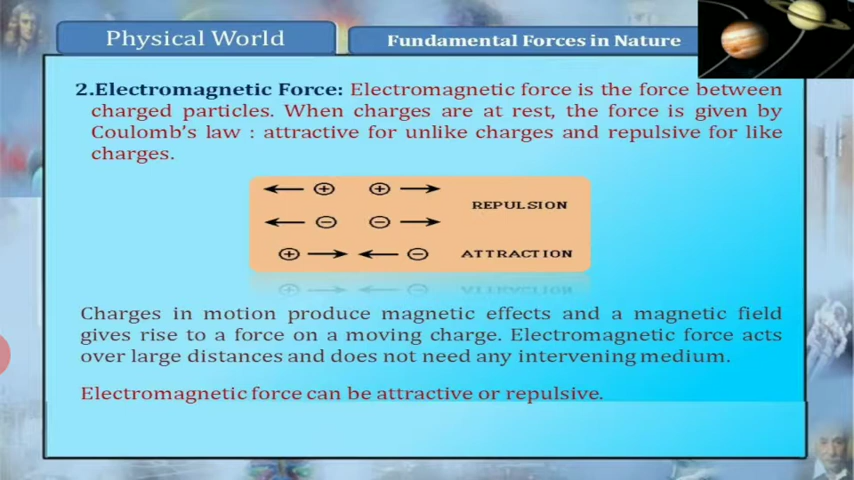 Physical World
Fundamental Forces in Nature
2.Electromagnetic Force: Electromagnetic force is the force between
charged particles. When charges are at rest, the force is given by
Coulomb's law : attractive for unlike charges and repulsive for like
charges.
REPULSION
ATTRACTION
Charges in motion produce magnetic effects and a magnetic field
gives rise to a force on a moving charge. Electromagnetic force acts
over large distances and does not need any intervening medium.
Electromagnetic force can be attractive or repulsive.